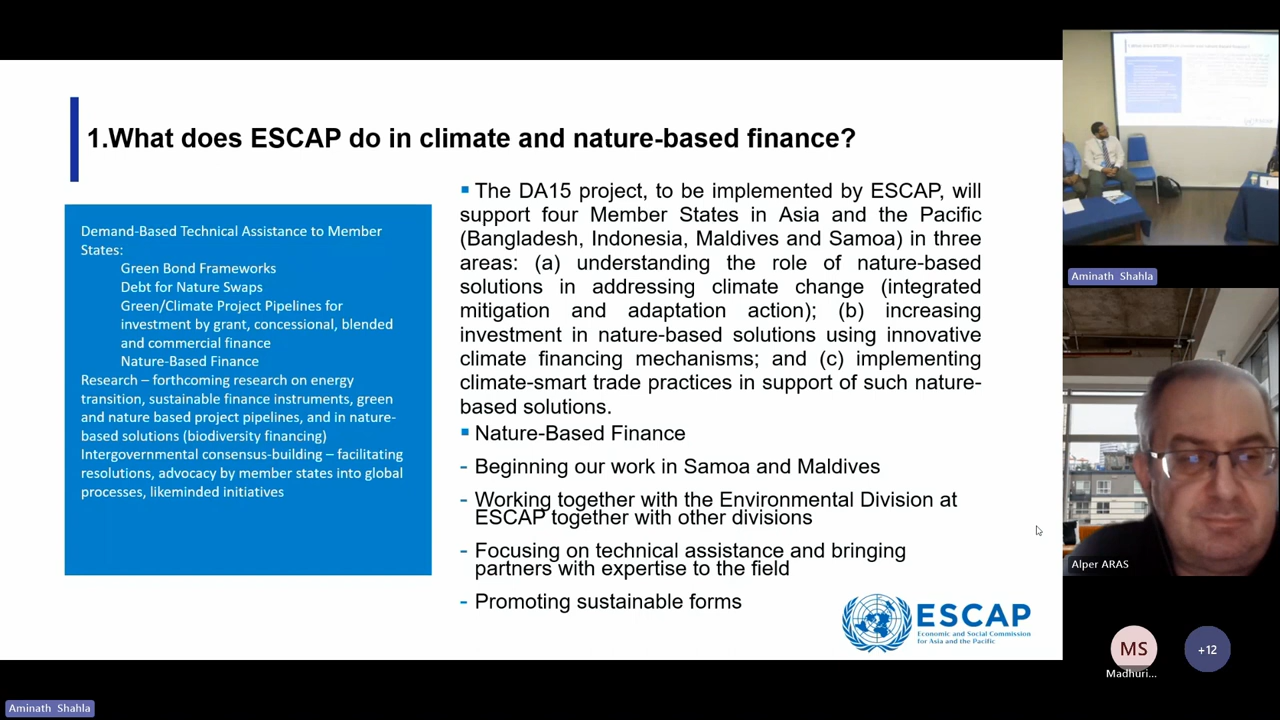 1.What does ESCAP do in climate and nature-based finance?
Demand-Based Technical Assistance to Member
States:
Green Bond Frameworks
Debt for Nature Swaps
Green/Climate Project Pipelines for
investment by grant, concessional, blended
and commercial finance
Nature-Based Finance
Research – forthcoming research on energy
transition, sustainable finance instruments, green
and nature based project pipelines, and in nature-
based solutions (biodiversity financing)
Intergovernmental consensus-building – facilitating
resolutions, advocacy by member states into global
processes, likeminded initiatives
▪ The DA15 project, to be implemented by ESCAP, will
support four Member States in Asia and the Pacific
(Bangladesh, Indonesia, Maldives and Samoa) in three
areas: (a) understanding the role of nature-based
solutions in addressing climate change (integrated
mitigation and adaptation action); (b) increasing
investment in nature-based solutions using innovative
climate financing mechanisms; and (c) implementing
climate-smart trade practices in support of such nature-
based solutions.
▪ Nature-Based Finance
- Beginning our work in Samoa and Maldives
- Working together with the Environmental Division at
ESCAP together with other divisions
- Focusing on technical assistance and bringing
partners with expertise to the field
- Promoting sustainable forms
ESCAP
Economic and Social Commission
for Asia and the Pacific
Aminath Shahla
Alper ARAS
MS
Madhuri...
+12
Aminath Shahla